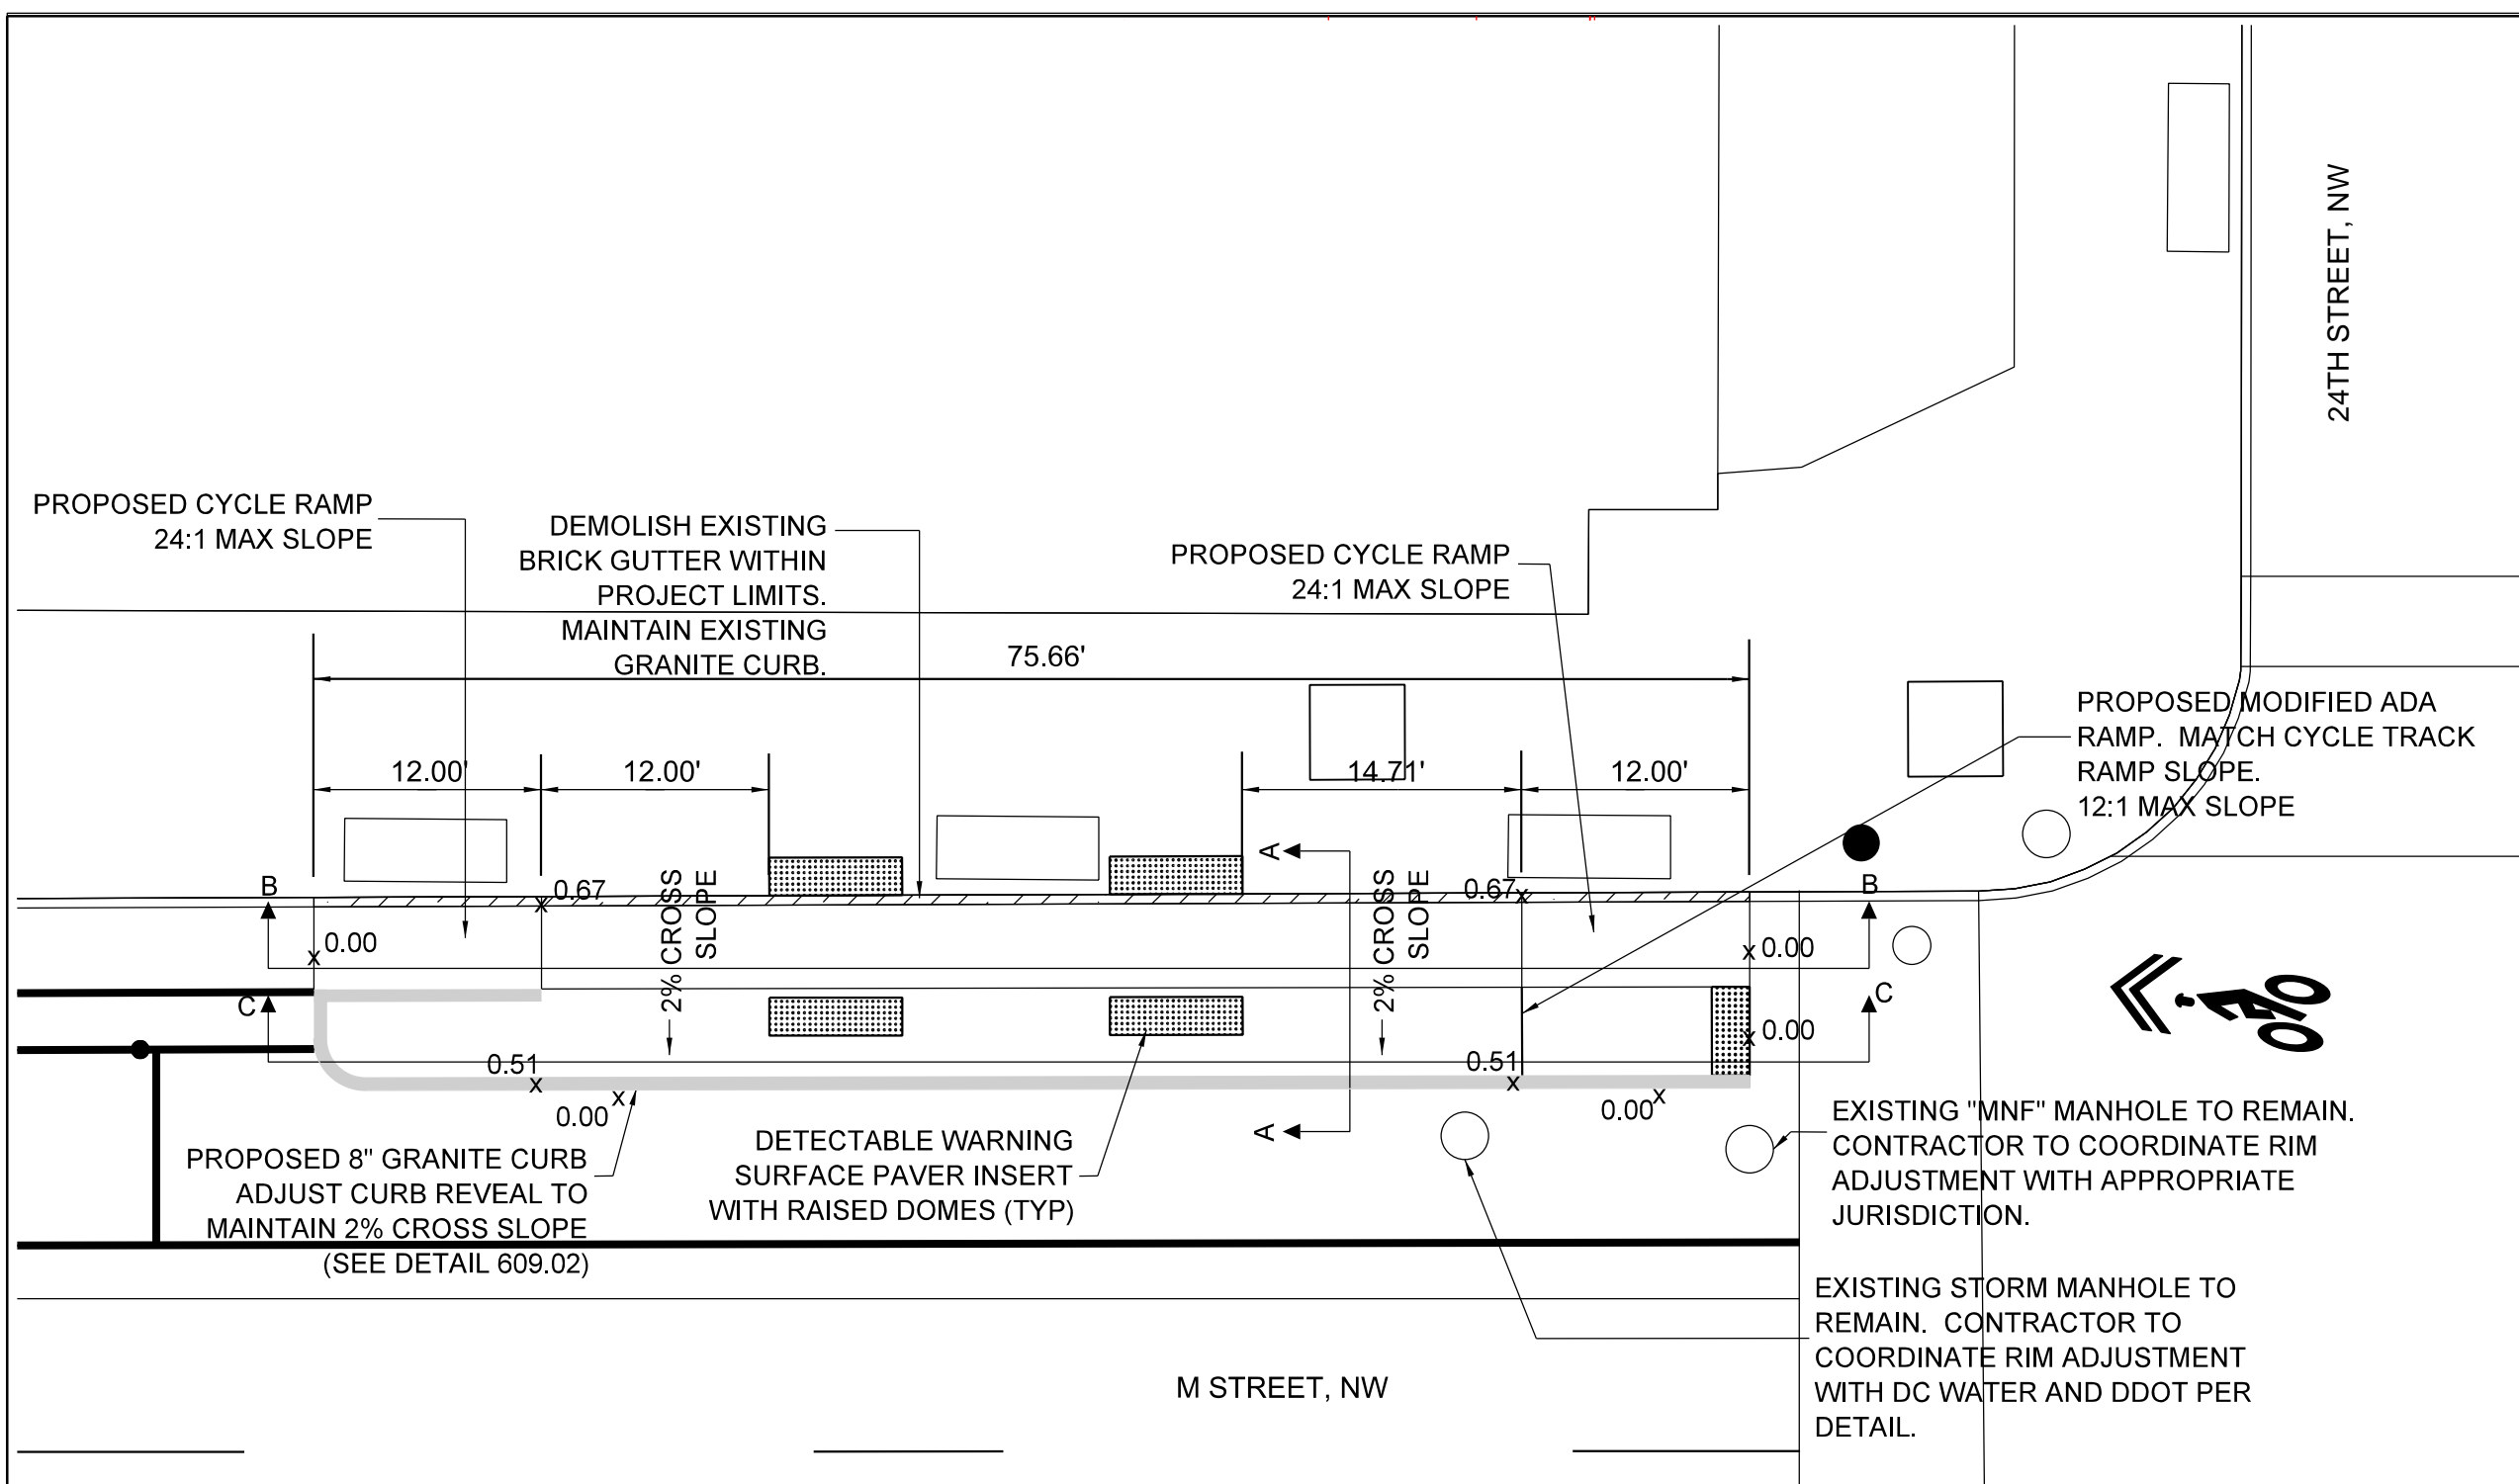 24TH STREET, NW
PROPOSED CYCLE RAMP
24:1 MAX SLOPE
DEMOLISH EXISTING
BRICK GUTTER WITHIN
PROJECT LIMITS.
MAINTAIN EXISTING
GRANITE CURB.
PROPOSED CYCLE RAMP
24:1 MAX SLOPE
75.66'
PROPOSED MODIFIED ADA
RAMP. MATCH CYCLE TRACK
RAMP SLOPE.
12:1 MAX SLOPE
12.00'
12.00'
14.71'
12.00'
A
B
0.67
2% CROSS
SLOPE
2% CROSS
SLOPE
0.67
B
x
x
0.00
x
x
0.00
C
C
0.00
x
0.51
x
0.51
x
0.00
x
0.00
x
A
PROPOSED 8" GRANITE CURB
ADJUST CURB REVEAL TO
MAINTAIN 2% CROSS SLOPE
(SEE DETAIL 609.02)
DETECTABLE WARNING
SURFACE PAVER INSERT
WITH RAISED DOMES (TYP)
EXISTING "MNF" MANHOLE TO REMAIN.
CONTRACTOR TO COORDINATE RIM
ADJUSTMENT WITH APPROPRIATE
JURISDICTION.
EXISTING STORM MANHOLE TO
REMAIN. CONTRACTOR TO
COORDINATE RIM ADJUSTMENT
WITH DC WATER AND DDOT PER
DETAIL.
M STREET, NW